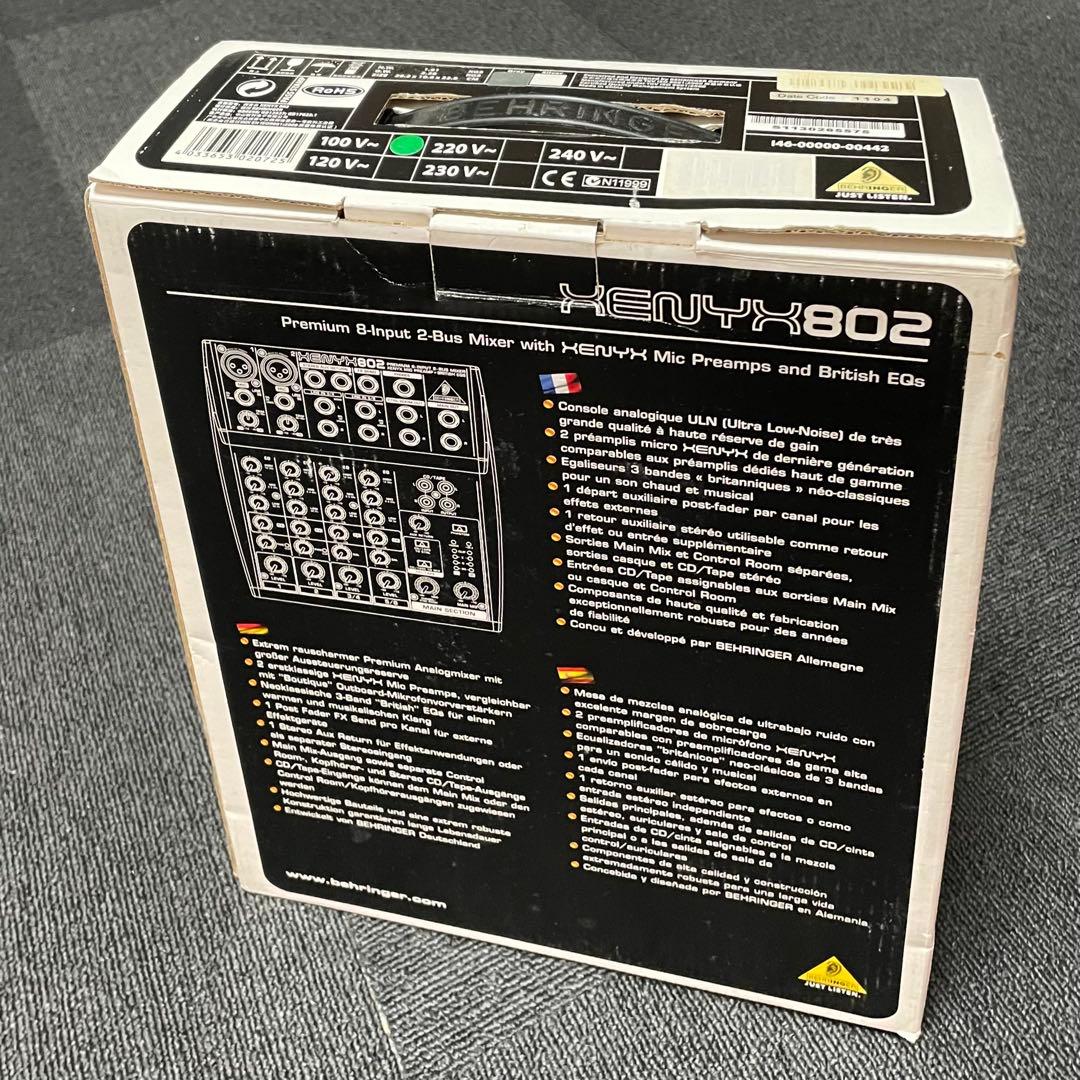 RoHS
BEHRINGER
Date Code: 1104
S1130285575
I46-00000-00442
4 033653 020725
100 V~
220 V~
240 V~
120 V~
230 V~
CE
N11999
BEHRINGER
JUST LISTEN.
XENYX802
Premium 8-Input 2-Bus Mixer with XENYX Mic Preamps and British EQs
XENYX802
CD/TAPE
LEVEL
LEVEL
LEVEL
LEVEL
MAIN SECTION
Console analogique ULN (Ultra Low-Noise) de très
grande qualité à haute réserve de gain
2 préamplis micro XENYX de dernière génération
comparables aux préamplis dédiés haut de gamme
Egaliseurs 3 bandes « britanniques » néo-classiques
pour un son chaud et musical
1 départ auxiliaire post-fader par canal pour les
effets externes
1 retour auxiliaire stéréo utilisable comme retour
d'effet ou entrée supplémentaire
Sorties Main Mix et Control Room séparées,
sorties casque et CD/Tape stéréo
Entrées CD/Tape assignables aux sorties Main Mix
ou casque et Control Room
Composants de haute qualité et fabrication
exceptionnellement robuste pour des années
de fiabilité
Conçu et développé par BEHRINGER Allemagne
Extrem rauscharmer Premium Analogmixer mit
großer Aussteuerungsreserve
2 erstklassige XENYX Mic Preamps, vergleichbar
mit "Boutique" Outboard-Mikrofonvorverstärkern
Neoklassische 3-Band "British" EQs für einen
warmen und musikalischen Klang
1 Post Fader FX Send pro Kanal für externe
Effektgeräte
1 Stereo Aux Return für Effektanwendungen oder
als separater Stereoeingang
Main Mix-Ausgang sowie separate Control
Room-, Kopfhörer- und Stereo CD/Tape-Ausgänge
CD/Tape-Eingänge können dem Main Mix oder den
Control Room/Kopfhörerausgängen zugewiesen
werden
Hochwertige Bauteile und eine extrem robuste
Konstruktion garantieren lange Lebensdauer
Entwickelt von BEHRINGER Deutschland
Mesa de mezclas analógica de ultrabajo ruido con
excelente margen de sobrecarga
2 preamplificadores de micrófono XENYX
comparables con preamplificadores de gama alta
Ecualizadores "británicos" neo-clásicos de 3 bandas
para un sonido cálido y musical
1 envío post-fader para efectos externos en
cada canal
1 retorno auxiliar estéreo para efectos o como
entrada estéreo independiente
Salidas principales, además de salidas de CD/cinta
estéreo, auriculares y sala de control
Entradas de CD/cinta asignables a la mezcla
principal o a las salidas de sala de
control/auriculares
Componentes de alta calidad y construcción
extremadamente robusta para una larga vida
Concebida y diseñada por BEHRINGER en Alemania
www.behringer.com
BEHRINGER
JUST LISTEN.